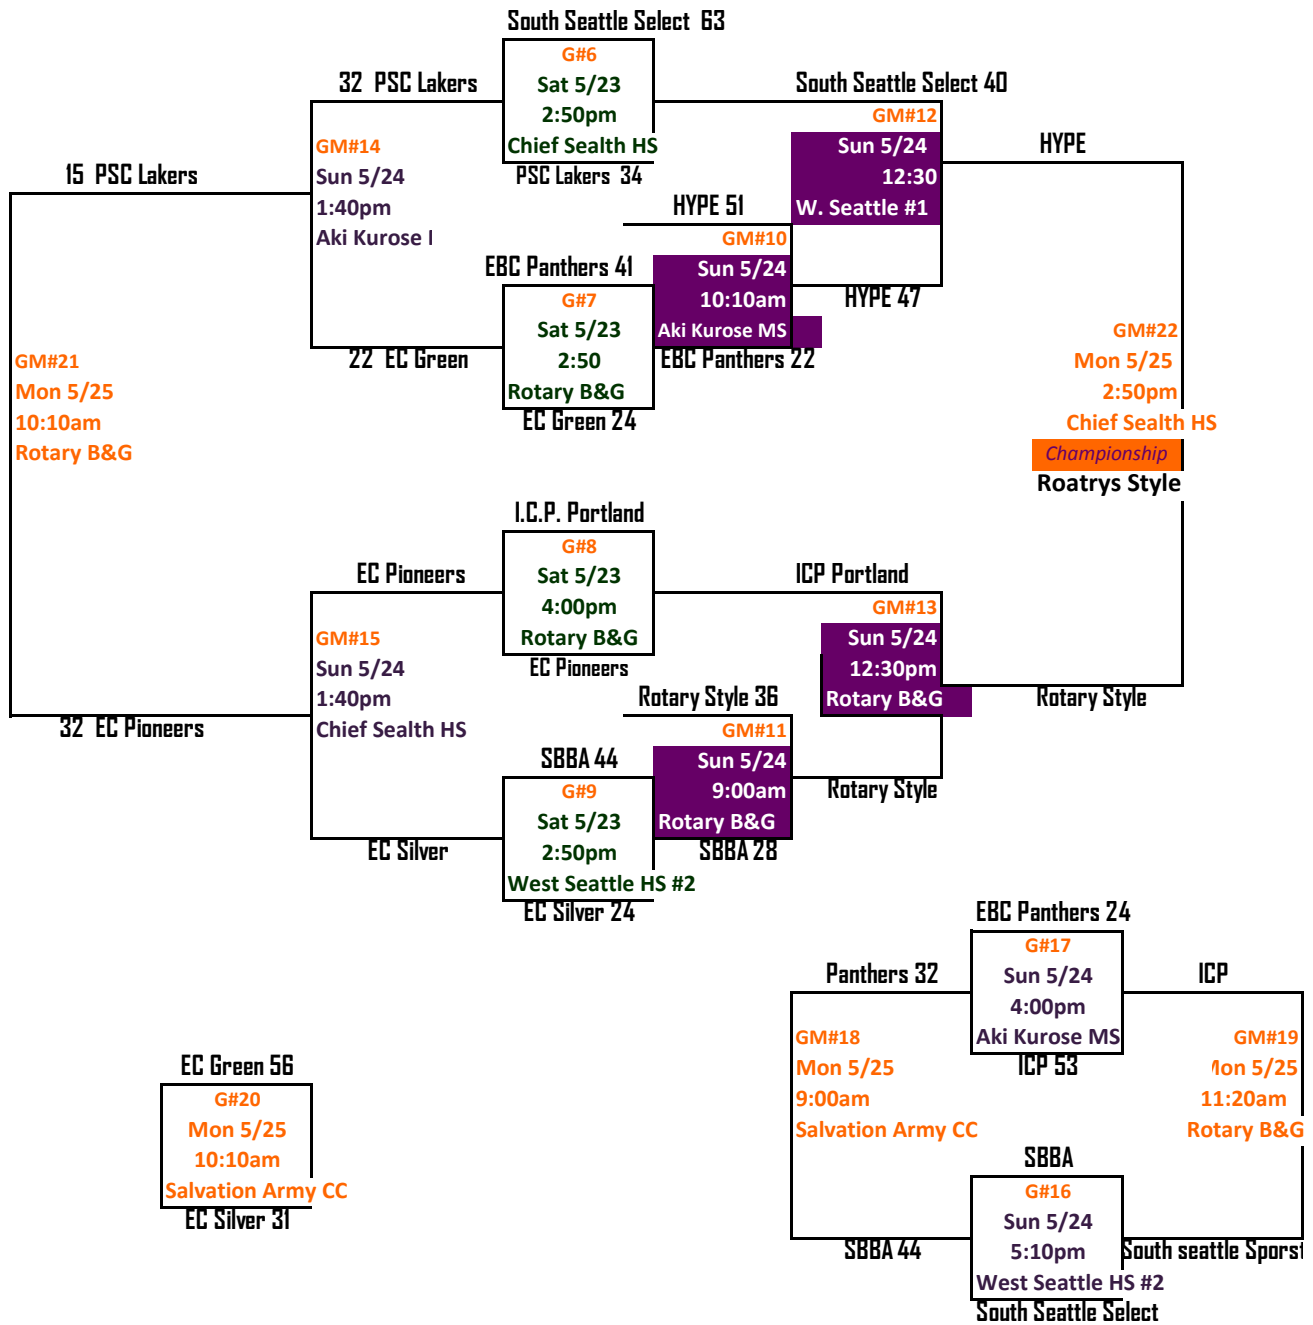 South Seattle Select  63
G#6
Sat 5/23
2:50pm
Chief Sealth HS
PSC Lakers  34
32  PSC Lakers
South Seattle Select 40
GM#12
Sun 5/24
12:30
W. Seattle #1
HYPE
GM#14
Sun 5/24
1:40pm
Aki Kurose
15  PSC Lakers
HYPE 51
GM#10
Sun 5/24
10:10am
Aki Kurose MS
EBC Panthers 22
EBC Panthers 41
G#7
Sat 5/23
2:50
Rotary B&G
EC Green 24
HYPE 47
22  EC Green
GM#21
Mon 5/25
10:10am
Rotary B&G
GM#22
Mon 5/25
2:50pm
Chief Sealth HS
Championship
Roatrys Style
I.C.P. Portland
G#8
Sat 5/23
4:00pm
Rotary B&G
EC Pioneers
EC Pioneers
ICP Portland
GM#13
Sun 5/24
12:30pm
Rotary B&G
GM#15
Sun 5/24
1:40pm
Chief Sealth HS
Rotary Style
Rotary Style 36
GM#11
Sun 5/24
9:00am
Rotary B&G
SBBA 28
32  EC Pioneers
SBBA 44
G#9
Sat 5/23
2:50pm
West Seattle HS #2
EC Silver 24
Rotary Style
EC Silver
EBC Panthers 24
G#17
Sun 5/24
4:00pm
Aki Kurose MS
ICP 53
Panthers 32
ICP
GM#18
Mon 5/25
9:00am
Salvation Army CC
GM#19
Mon 5/25
11:20am
Rotary B&G
EC Green 56
G#20
Mon 5/25
10:10am
Salvation Army CC
EC Silver 31
SBBA
G#16
Sun 5/24
5:10pm
West Seattle HS #2
South Seattle Select
SBBA 44
South seattle Sporst